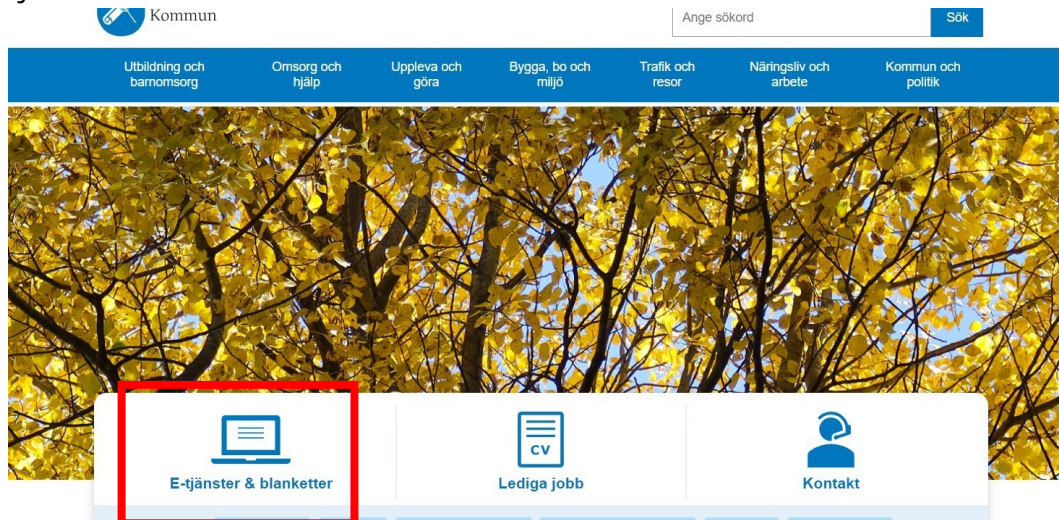 Kommun
Ange sökord
Sök
Utbildning och
barnomsorg
Omsorg och
hjälp
Uppleva och
göra
Bygga, bo och
miljö
Trafik och
resor
Näringsliv och
arbete
Kommun och
politik
CV
E-tjänster & blanketter
Lediga jobb
Kontakt